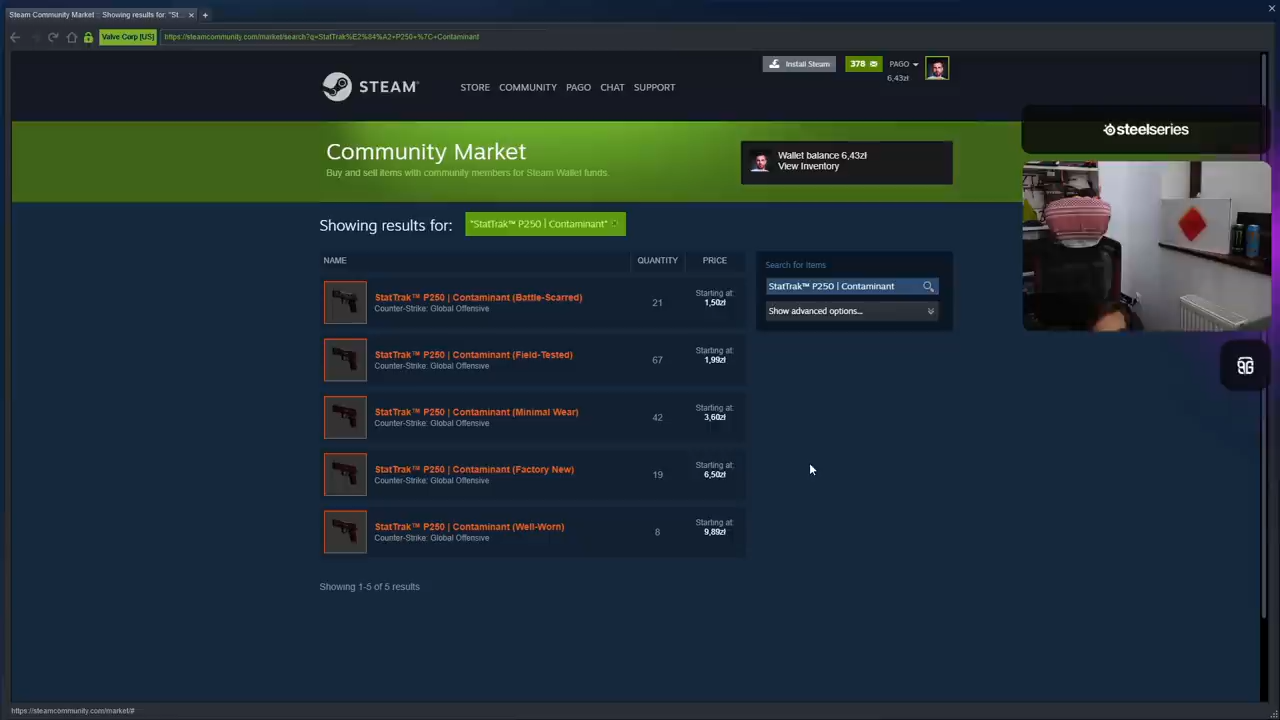 Steam Community Market :: Showing results for: "St...
Valve Corp [US]
https://steamcommunity.com/market/search?q=StatTrak%E2%84%A2+P250+%7C+Contaminant
Install Steam
378
PAGO
6,43zł
STEAM®
STORE
COMMUNITY
PAGO
CHAT
SUPPORT
steelseries
Community Market
Buy and sell items with community members for Steam Wallet funds.
Wallet balance 6,43zł
View Inventory
Showing results for:
"StatTrak™ P250 | Contaminant"
NAME
QUANTITY
PRICE
StatTrak™ P250 | Contaminant (Battle-Scarred)
Counter-Strike: Global Offensive
21
Starting at:
1,50zł
StatTrak™ P250 | Contaminant (Field-Tested)
Counter-Strike: Global Offensive
67
Starting at:
1,99zł
StatTrak™ P250 | Contaminant (Minimal Wear)
Counter-Strike: Global Offensive
42
Starting at:
3,60zł
StatTrak™ P250 | Contaminant (Factory New)
Counter-Strike: Global Offensive
19
Starting at:
6,50zł
StatTrak™ P250 | Contaminant (Well-Worn)
Counter-Strike: Global Offensive
8
Starting at:
9,89zł
Showing 1-5 of 5 results
Search for Items
StatTrak™ P250 | Contaminant
Show advanced options...
https://steamcommunity.com/market/#